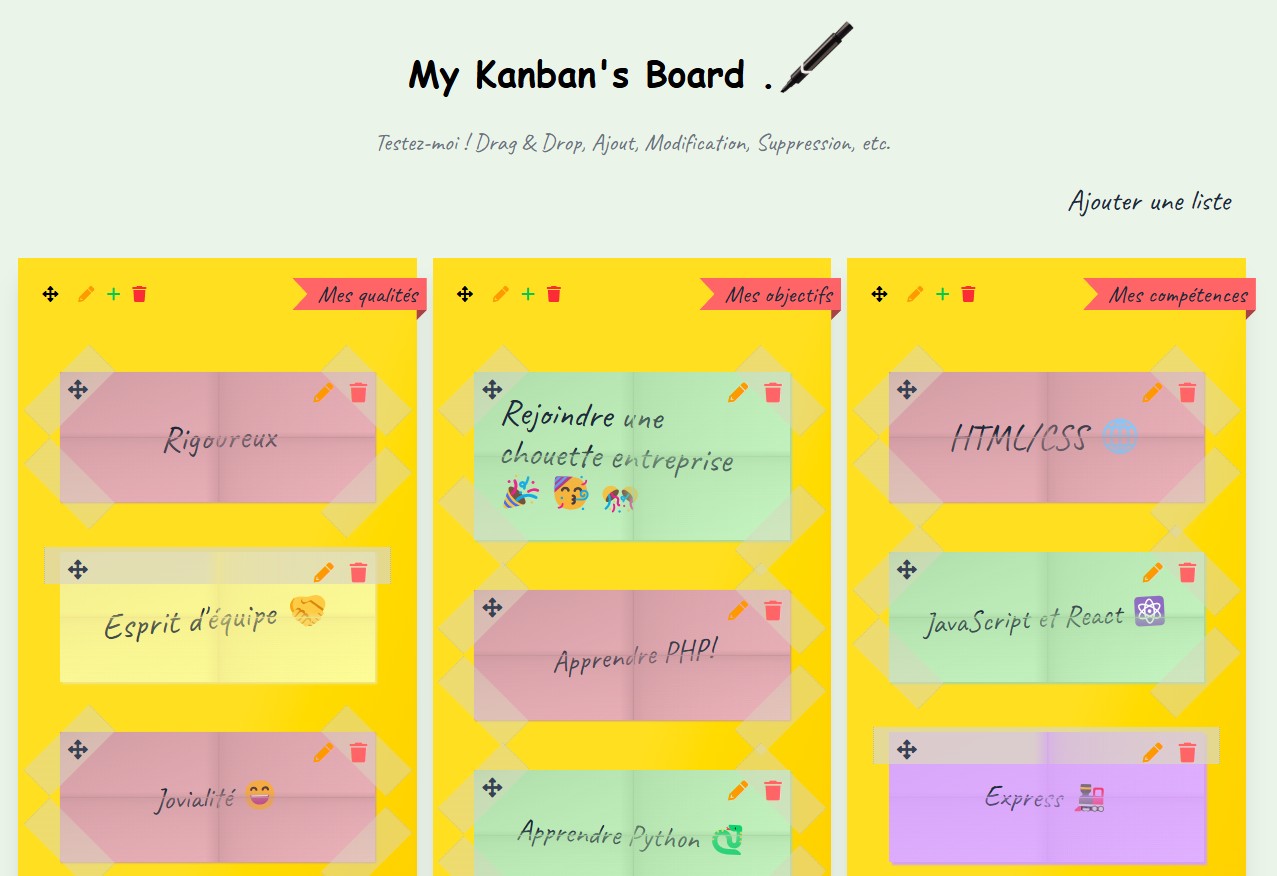 My Kanban's Board .
Testez-moi ! Drag & Drop, Ajout, Modification, Suppression, etc.
Ajouter une liste
Mes qualités
Rigoureux
Esprit d'équipe
Jovialité
Mes objectifs
Rejoindre une
chouette entreprise
Apprendre PHP!
Apprendre Python
Mes compétences
HTML/CSS
JavaScript et React
Express